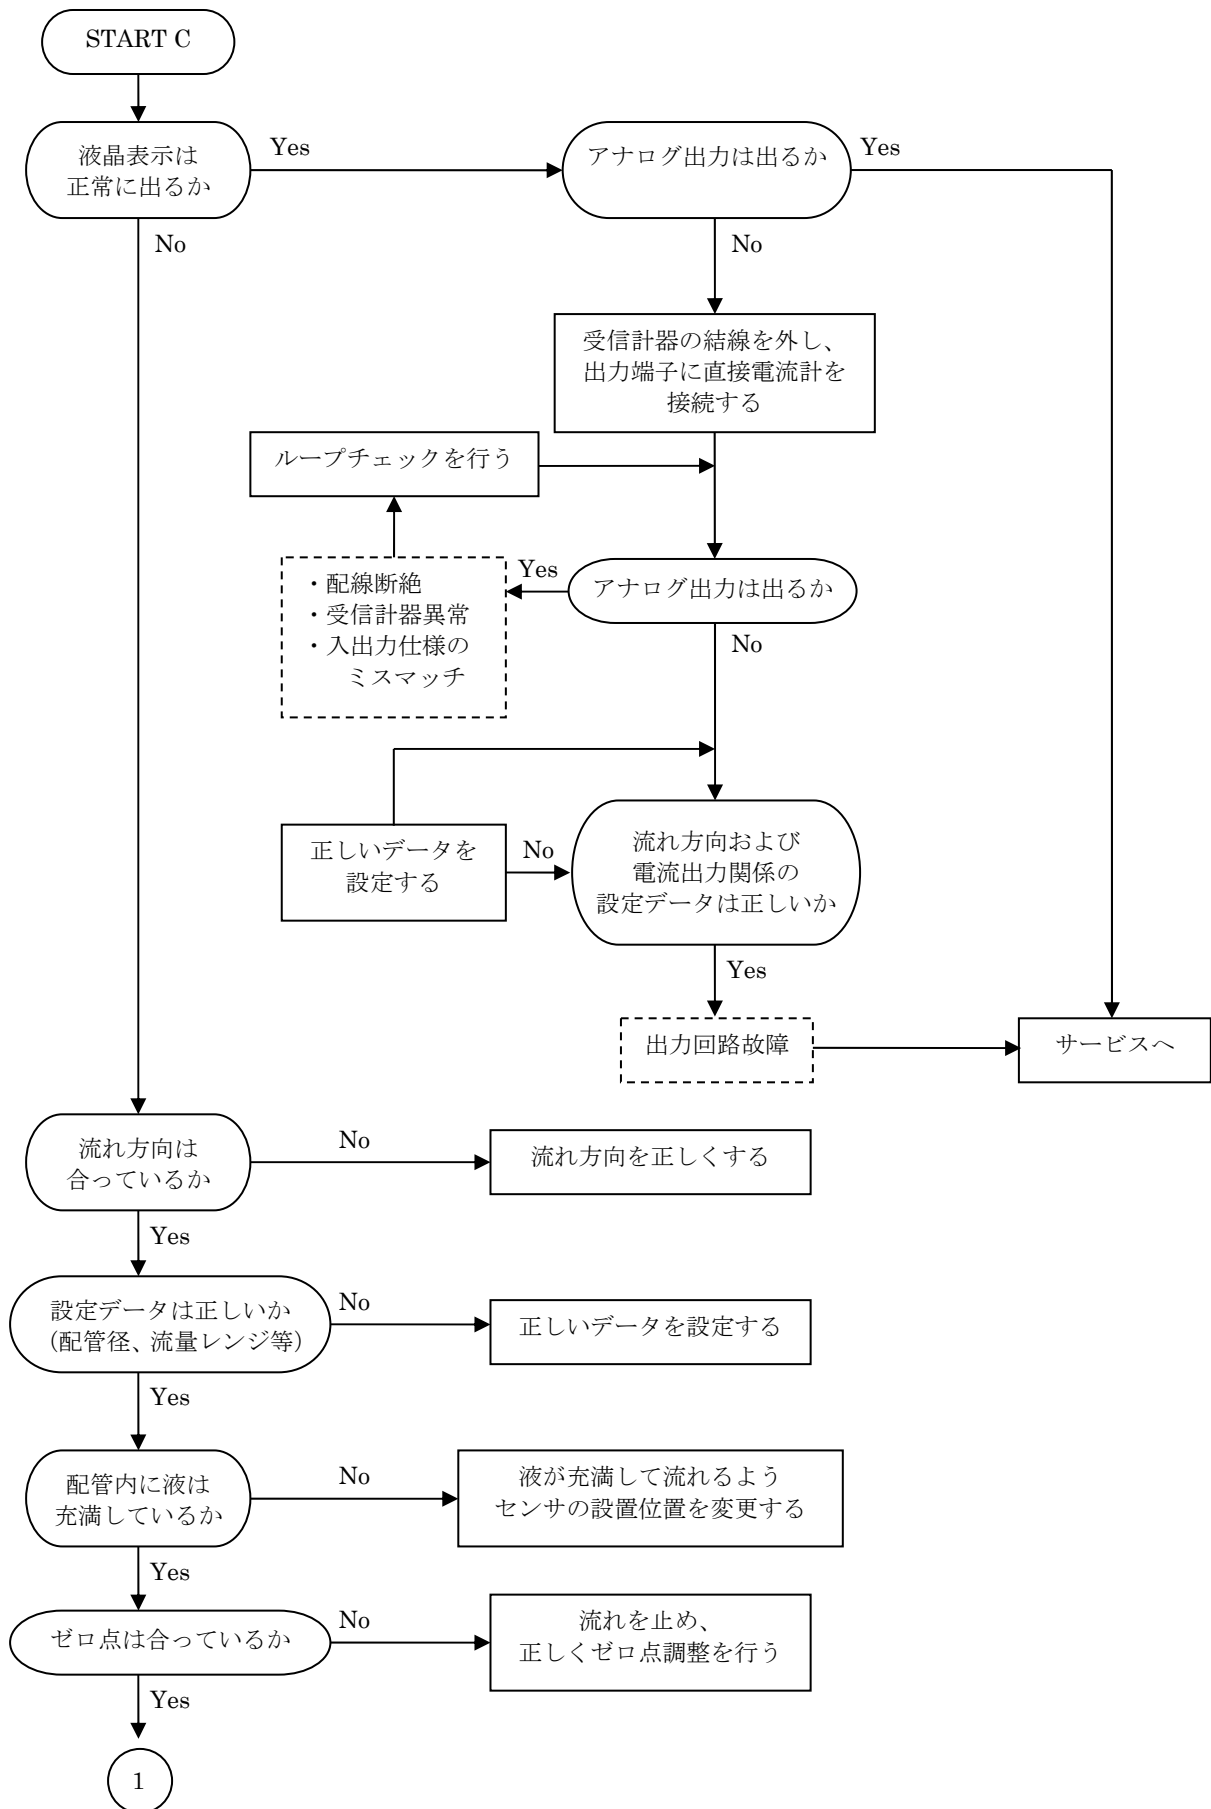 START C
液晶表示は
正常に出るか
Yes
アナログ出力は出るか
Yes
No
No
受信計器の結線を外し、
出力端子に直接電流計を
接続する
ループチェックを行う
・配線断絶
・受信計器異常
・入出力仕様の
ミスマッチ
Yes
アナログ出力は出るか
No
正しいデータを
設定する
No
流れ方向および
電流出力関係の
設定データは正しいか
Yes
出力回路故障
サービスへ
流れ方向は
合っているか
No
流れ方向を正しくする
Yes
設定データは正しいか
（配管径、流量レンジ等）
No
正しいデータを設定する
Yes
配管内に液は
充満しているか
No
液が充満して流れるよう
センサの設置位置を変更する
Yes
ゼロ点は合っているか
No
流れを止め、
正しくゼロ点調整を行う
Yes
1